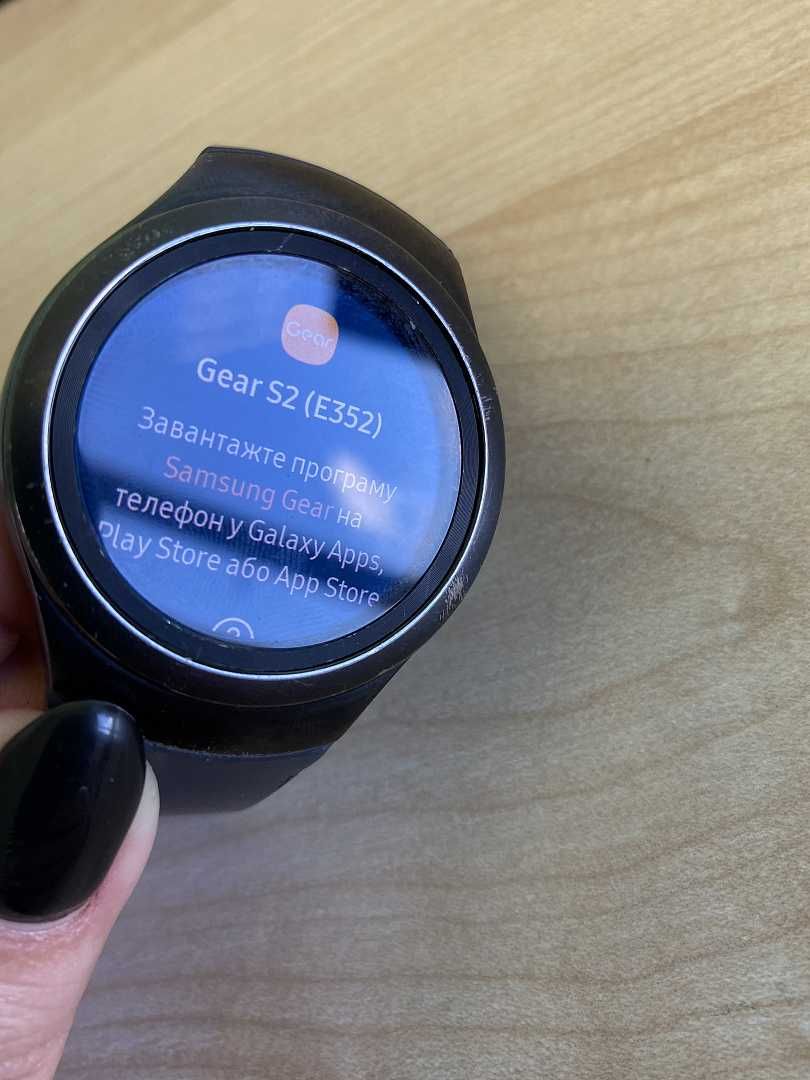 Gear
Gear S2 (E352)
Завантажте програму
Samsung Gear на
телефон у Galaxy Apps,
Play Store або App Store
?